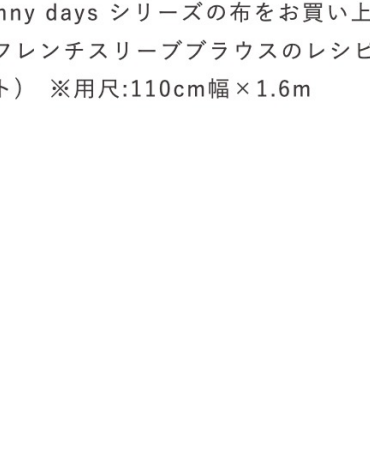 nny days シリーズの布をお買い上
フレンチスリーブブラウスのレシピ
ト） ※用尺:110cm幅×1.6m